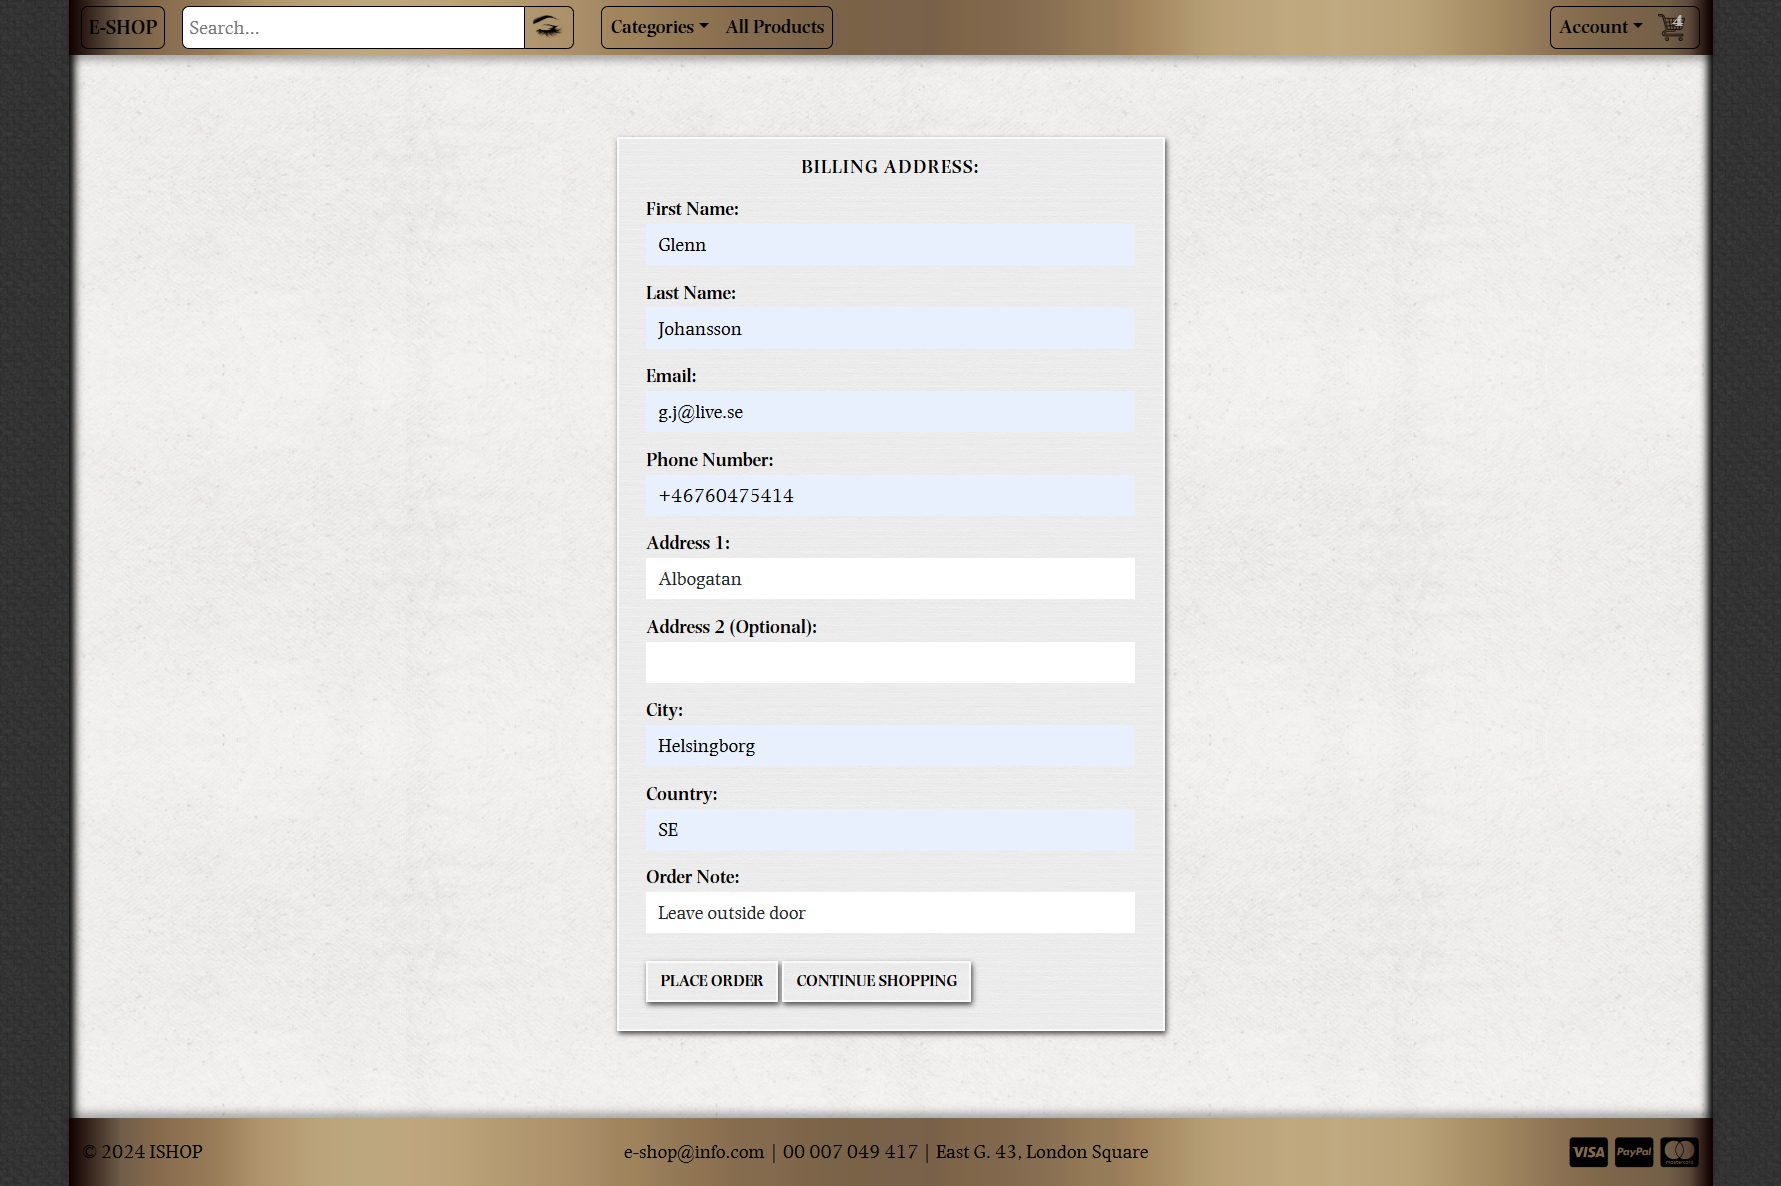 E-SHOP
Search...
Categories
All Products
Account
4
BILLING ADDRESS:
First Name:
Glenn
Last Name:
Johansson
Email:
g.j@live.se
Phone Number:
+46760475414
Address 1:
Albogatan
Address 2 (Optional):
City:
Helsingborg
Country:
SE
Order Note:
Leave outside door
PLACE ORDER
CONTINUE SHOPPING
© 2024 ISHOP
e-shop@info.com | 00 007 049 417 | East G. 43, London Square
VISA
PayPal
mastercard